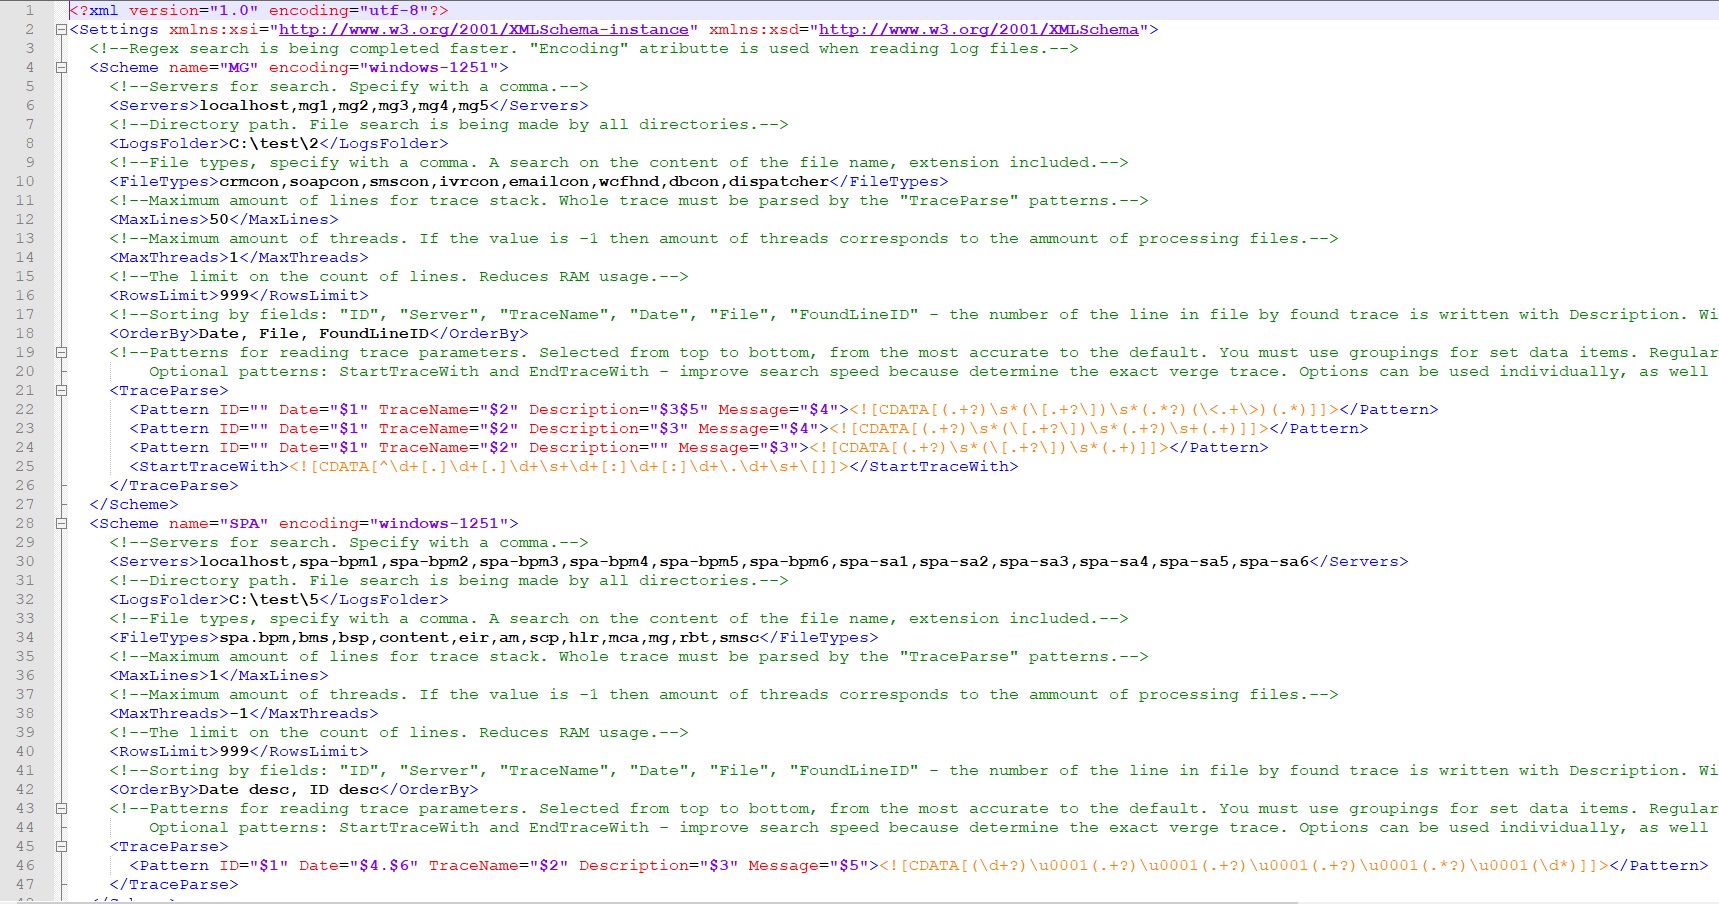 1 <?xml version="1.0" encoding="utf-8"?>
2 <Settings xmlns:xsi="http://www.w3.org/2001/XMLSchema-instance" xmlns:xsd="http://www.w3.org/2001/XMLSchema">
3 <!--Regex search is being completed faster. "Encoding" atributte is used when reading log files.-->
4 <Scheme name="MG" encoding="windows-1251">
5 <!--Servers for search. Specify with a comma.-->
6 <Servers>localhost,mg1,mg2,mg3,mg4,mg5</Servers>
7 <!--Directory path. File search is being made by all directories.-->
8 <LogsFolder>C:\test\2</LogsFolder>
9 <!--File types, specify with a comma. A search on the content of the file name, extension included.-->
10 <FileTypes>crmcon,soapcon,smscon,ivrcon,emailcon,wcfhnd,dbcon,dispatcher</FileTypes>
11 <!--Maximum amount of lines for trace stack. Whole trace must be parsed by the "TraceParse" patterns.-->
12 <MaxLines>50</MaxLines>
13 <!--Maximum amount of threads. If the value is -1 then amount of threads corresponds to the ammount of processing files.-->
14 <MaxThreads>1</MaxThreads>
15 <!--The limit on the count of lines. Reduces RAM usage.-->
16 <RowsLimit>999</RowsLimit>
17 <!--Sorting by fields: "ID", "Server", "TraceName", "Date", "File", "FoundLineID" - the number of the line in file by found trace is written with Description. Wi
18 <OrderBy>Date, File, FoundLineID</OrderBy>
19 <!--Patterns for reading trace parameters. Selected from top to bottom, from the most accurate to the default. You must use groupings for set data items. Regular
20 Optional patterns: StartTraceWith and EndTraceWith - improve search speed because determine the exact verge trace. Options can be used individually, as well
21 <TraceParse>
22 <Pattern ID="" Date="$1" TraceName="$2" Description="$3$5" Message="$4"><![CDATA[(.+?)\s*(\[.+?\])\s*(.*?)(\<.+\>)(.*)]]></Pattern>
23 <Pattern ID="" Date="$1" TraceName="$2" Description="$3" Message="$4"><![CDATA[(.+?)\s*(\[.+?\])\s*(.+?)\s+(.+)]]></Pattern>
24 <Pattern ID="" Date="$1" TraceName="$2" Description="" Message="$3"><![CDATA[(.+?)\s*(\[.+?\])\s*(.+)]]></Pattern>
25 <StartTraceWith><![CDATA[^\d+[.]\d+[.]\d+\s+\d+[:]\d+[:]\d+\.\d+\s+\[]]></StartTraceWith>
26 </TraceParse>
27 </Scheme>
28 <Scheme name="SPA" encoding="windows-1251">
29 <!--Servers for search. Specify with a comma.-->
30 <Servers>localhost,spa-bpm1,spa-bpm2,spa-bpm3,spa-bpm4,spa-bpm5,spa-bpm6,spa-sa1,spa-sa2,spa-sa3,spa-sa4,spa-sa5,spa-sa6</Servers>
31 <!--Directory path. File search is being made by all directories.-->
32 <LogsFolder>C:\test\5</LogsFolder>
33 <!--File types, specify with a comma. A search on the content of the file name, extension included.-->
34 <FileTypes>spa.bpm,bms,bsp,content,eir,am,scp,hlr,mca,mg,rbt,smsc</FileTypes>
35 <!--Maximum amount of lines for trace stack. Whole trace must be parsed by the "TraceParse" patterns.-->
36 <MaxLines>1</MaxLines>
37 <!--Maximum amount of threads. If the value is -1 then amount of threads corresponds to the ammount of processing files.-->
38 <MaxThreads>-1</MaxThreads>
39 <!--The limit on the count of lines. Reduces RAM usage.-->
40 <RowsLimit>999</RowsLimit>
41 <!--Sorting by fields: "ID", "Server", "TraceName", "Date", "File", "FoundLineID" - the number of the line in file by found trace is written with Description. Wi
42 <OrderBy>Date desc, ID desc</OrderBy>
43 <!--Patterns for reading trace parameters. Selected from top to bottom, from the most accurate to the default. You must use groupings for set data items. Regular
44 Optional patterns: StartTraceWith and EndTraceWith - improve search speed because determine the exact verge trace. Options can be used individually, as well
45 <TraceParse>
46 <Pattern ID="$1" Date="$4.$6" TraceName="$2" Description="$3" Message="$5"><![CDATA[(\d+?)\u0001(.+?)\u0001(.+?)\u0001(.+?)\u0001(.*?)\u0001(\d*)]]></Pattern>
47 </TraceParse>